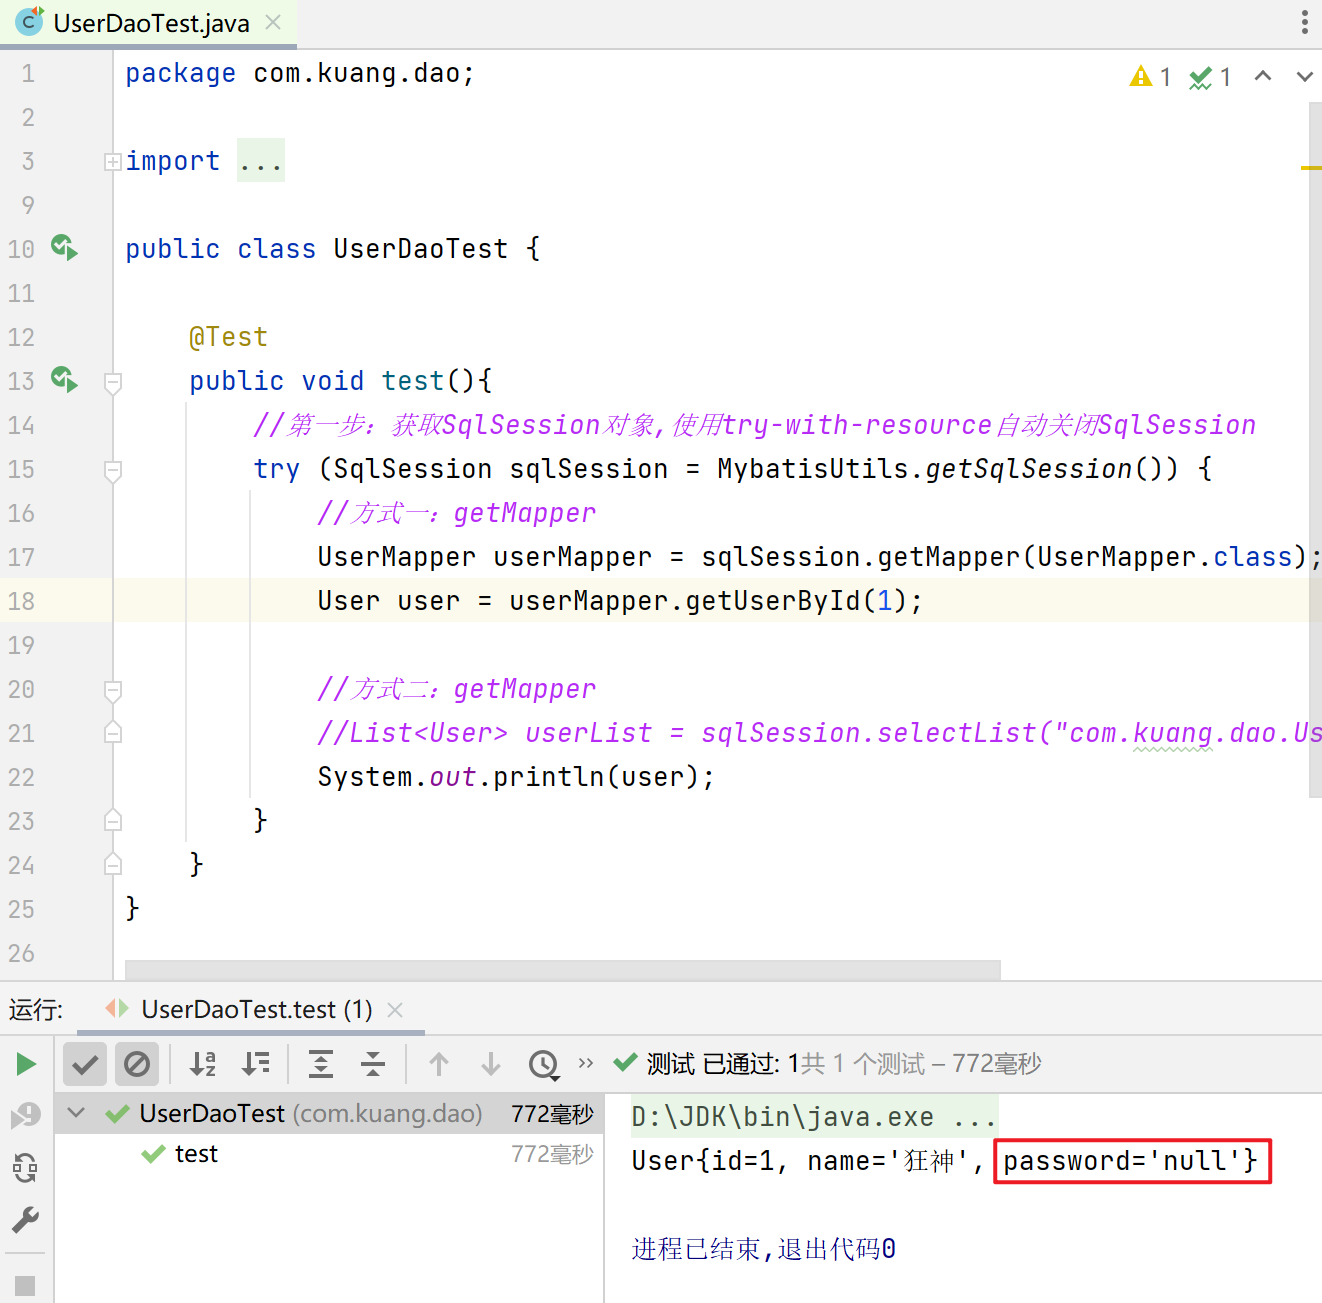 UserDaoTest.java
1 package com.kuang.dao;
1 1
2
3 import ...
9
10 public class UserDaoTest {
11
12 @Test
13 public void test(){
14 //第一步：获取SqlSession对象,使用try-with-resource自动关闭SqlSession
15 try (SqlSession sqlSession = MybatisUtils.getSqlSession()) {
16 //方式一：getMapper
17 UserMapper userMapper = sqlSession.getMapper(UserMapper.class);
18 User user = userMapper.getUserById(1);
19
20 //方式二：getMapper
21 //List<User> userList = sqlSession.selectList("com.kuang.dao.Us
22 System.out.println(user);
23 }
24 }
25 }
26
运行: UserDaoTest.test (1)
测试 已通过: 1共 1 个测试 – 772毫秒
UserDaoTest (com.kuang.dao) 772毫秒
test 772毫秒
D:\JDK\bin\java.exe ...
User{id=1, name='狂神', password='null'}
进程已结束,退出代码0